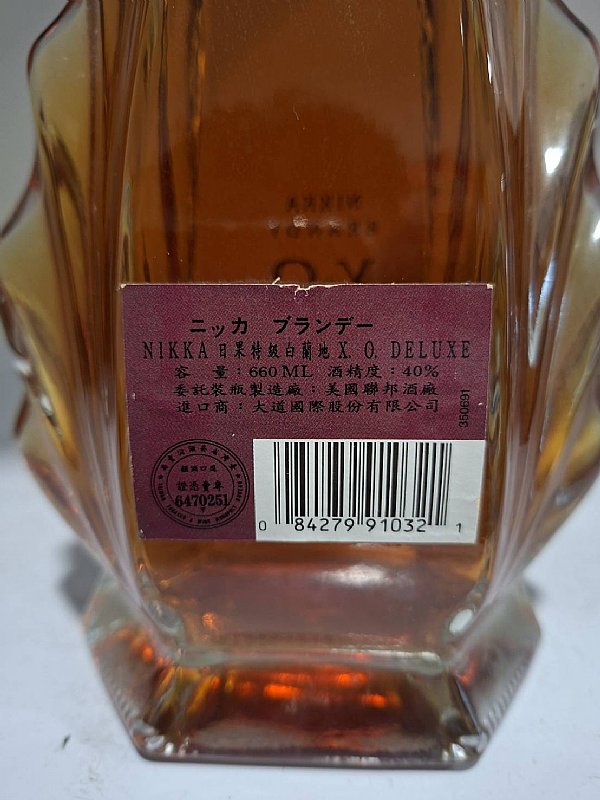 ニッカ ブランデー
NIKKA 日果特級白蘭地 X. O. DELUXE
容 量：660ML 酒精度：40%
委託裝瓶製造廠：美國聯邦酒廠
進口商：大道國際股份有限公司
350691
6470251
0 84279 91032 1